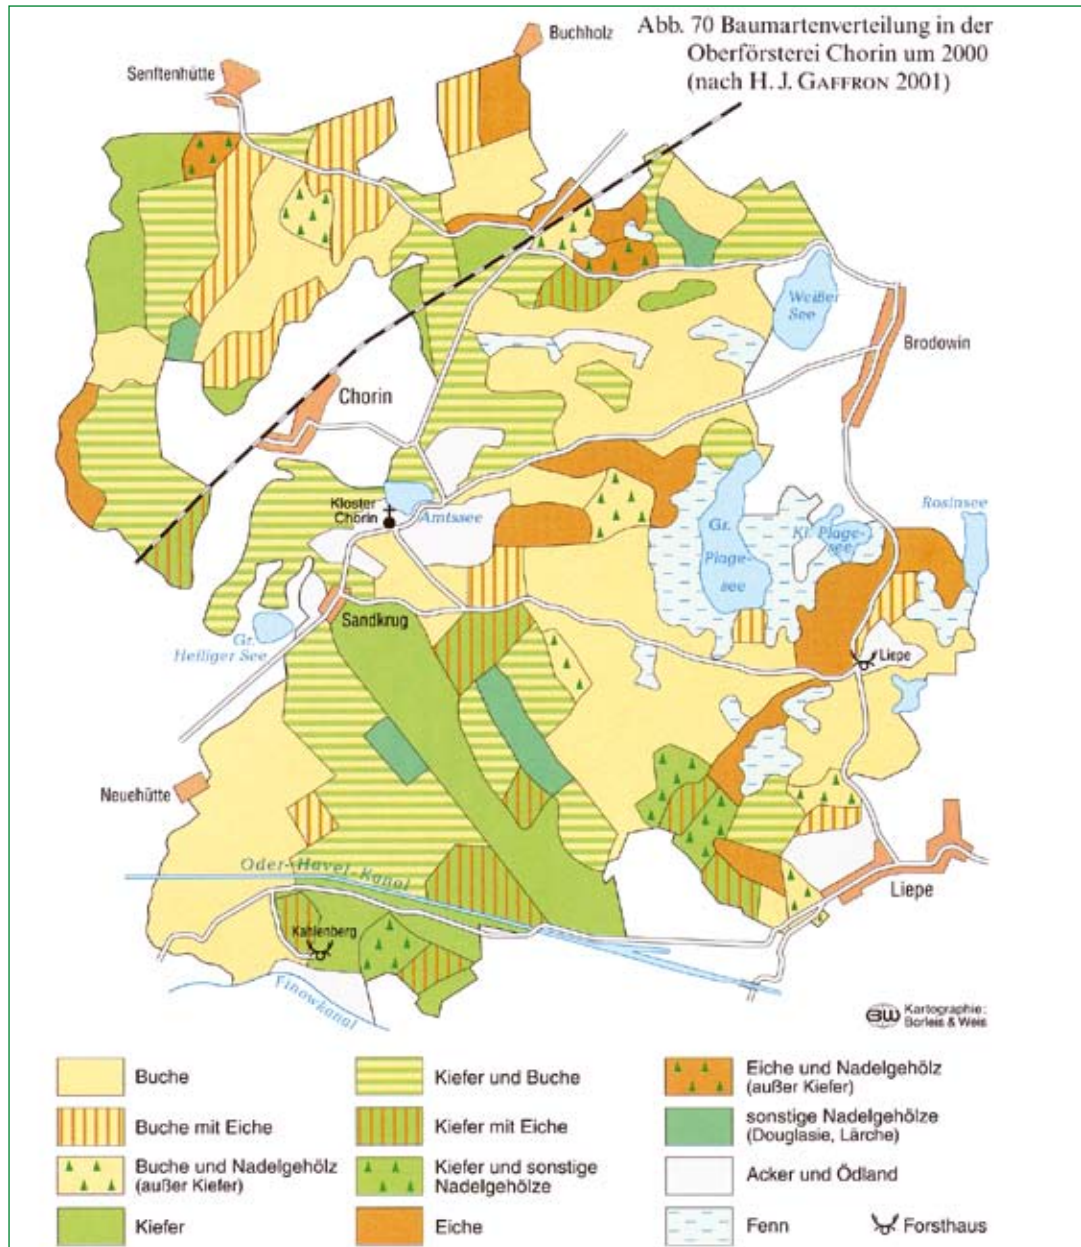 Abb. 70 Baumartenverteilung in der
Oberförsterei Chorin um 2000
(nach H. J. GAFFRON 2001)
Buchholz
Senftenhütte
Weißer
See
Brodowin
Chorin
Kloster
Chorin
Amtssee
Gr.
Plage-
see
Kl. Plage-
see
Rosinsee
Sandkrug
Gr.
Heiliger See
Liepe
Neuehütte
Oder-Havel-Kanal
Liepe
Kahlenberg
Finowkanal
BW
Kartographie:
Borleis & Weis
Buche
Buche mit Eiche
Buche und Nadelgehölz
(außer Kiefer)
Kiefer
Kiefer und Buche
Kiefer mit Eiche
Kiefer und sonstige
Nadelgehölze
Eiche
Eiche und Nadelgehölz
(außer Kiefer)
sonstige Nadelgehölze
(Douglasie, Lärche)
Acker und Ödland
Fenn
Forsthaus